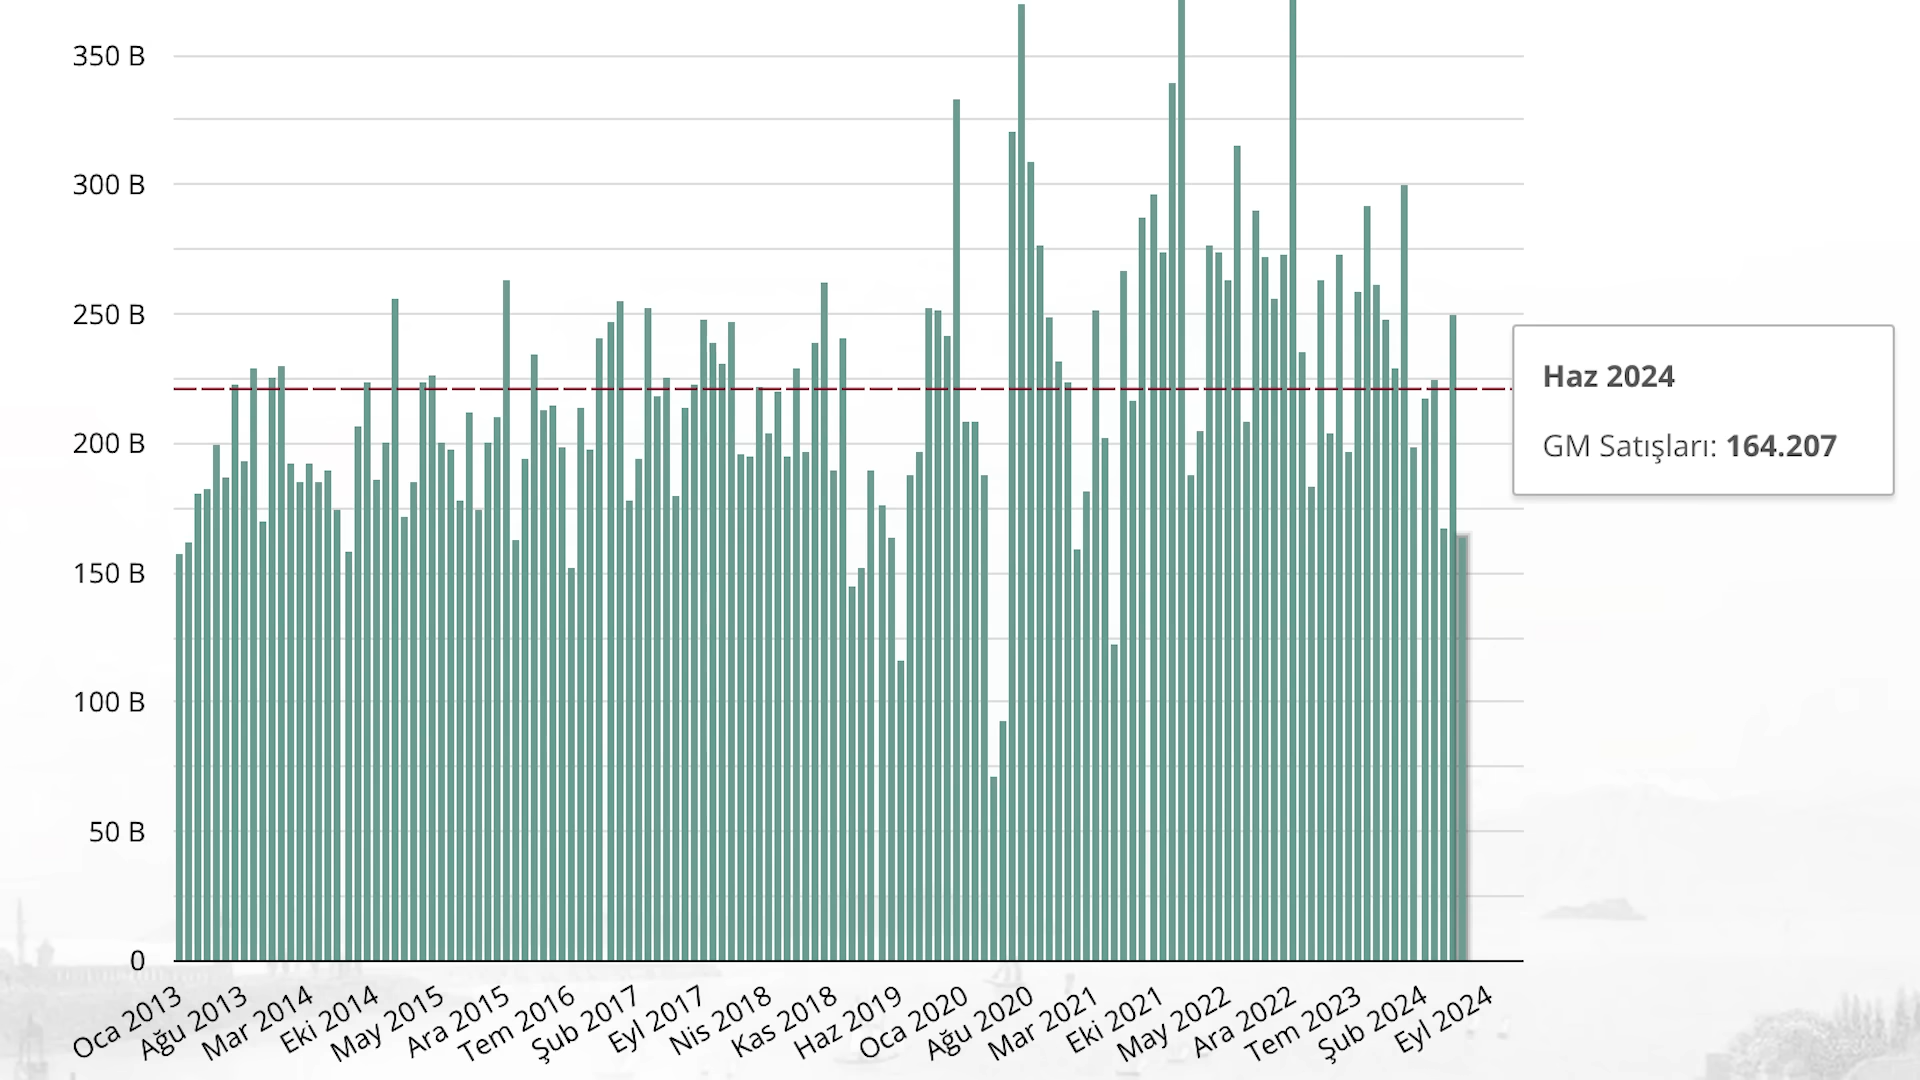 350 B
300 B
250 B
200 B
150 B
100 B
50 B
0
Haz 2024
GM Satışları: 164.207
Oca 2013
Ağu 2013
Mar 2014
Eki 2014
May 2015
Ara 2015
Tem 2016
Şub 2017
Eyl 2017
Nis 2018
Kas 2018
Haz 2019
Oca 2020
Ağu 2020
Mar 2021
Eki 2021
May 2022
Ara 2022
Tem 2023
Şub 2024
Eyl 2024